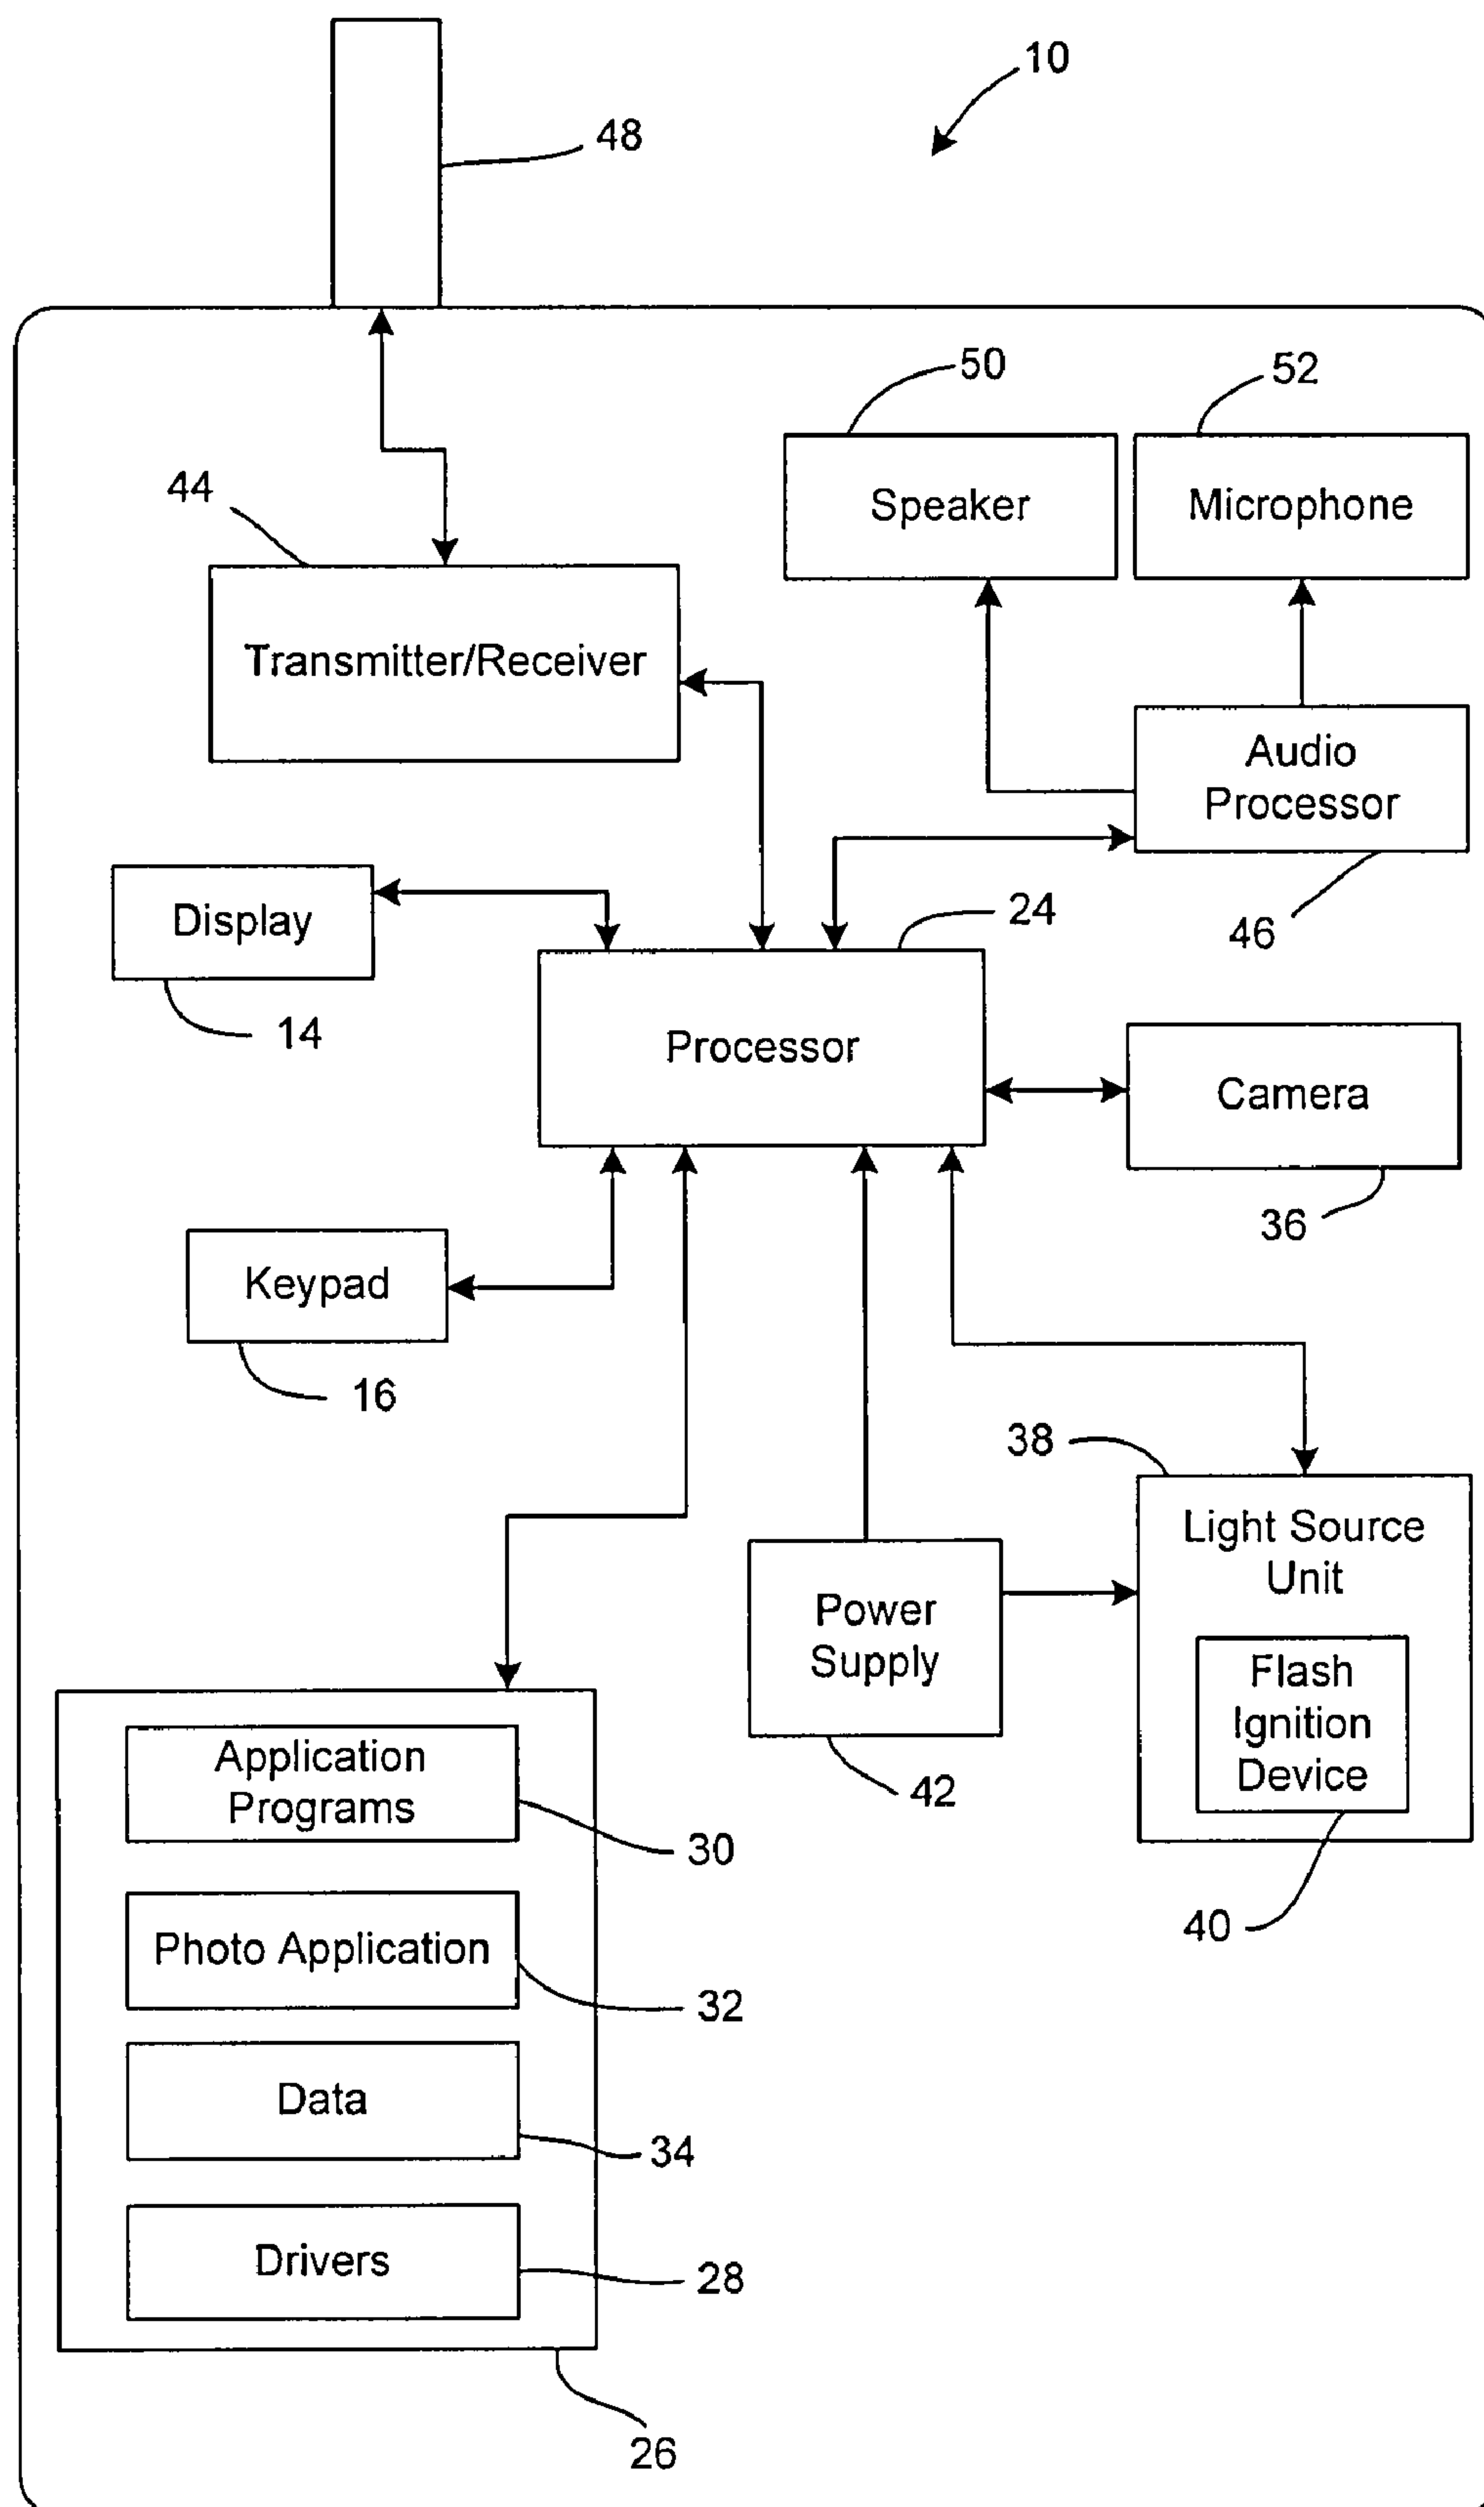 10
48
50
52
44
Speaker
Microphone
Transmitter/Receiver
Audio
Processor
46
Display
14
24
Processor
Camera
36
Keypad
16
38
Light Source
Unit
Power
Supply
42
Flash
Ignition
Device
40
Application
Programs
30
Photo Application
32
Data
34
Drivers
28
26